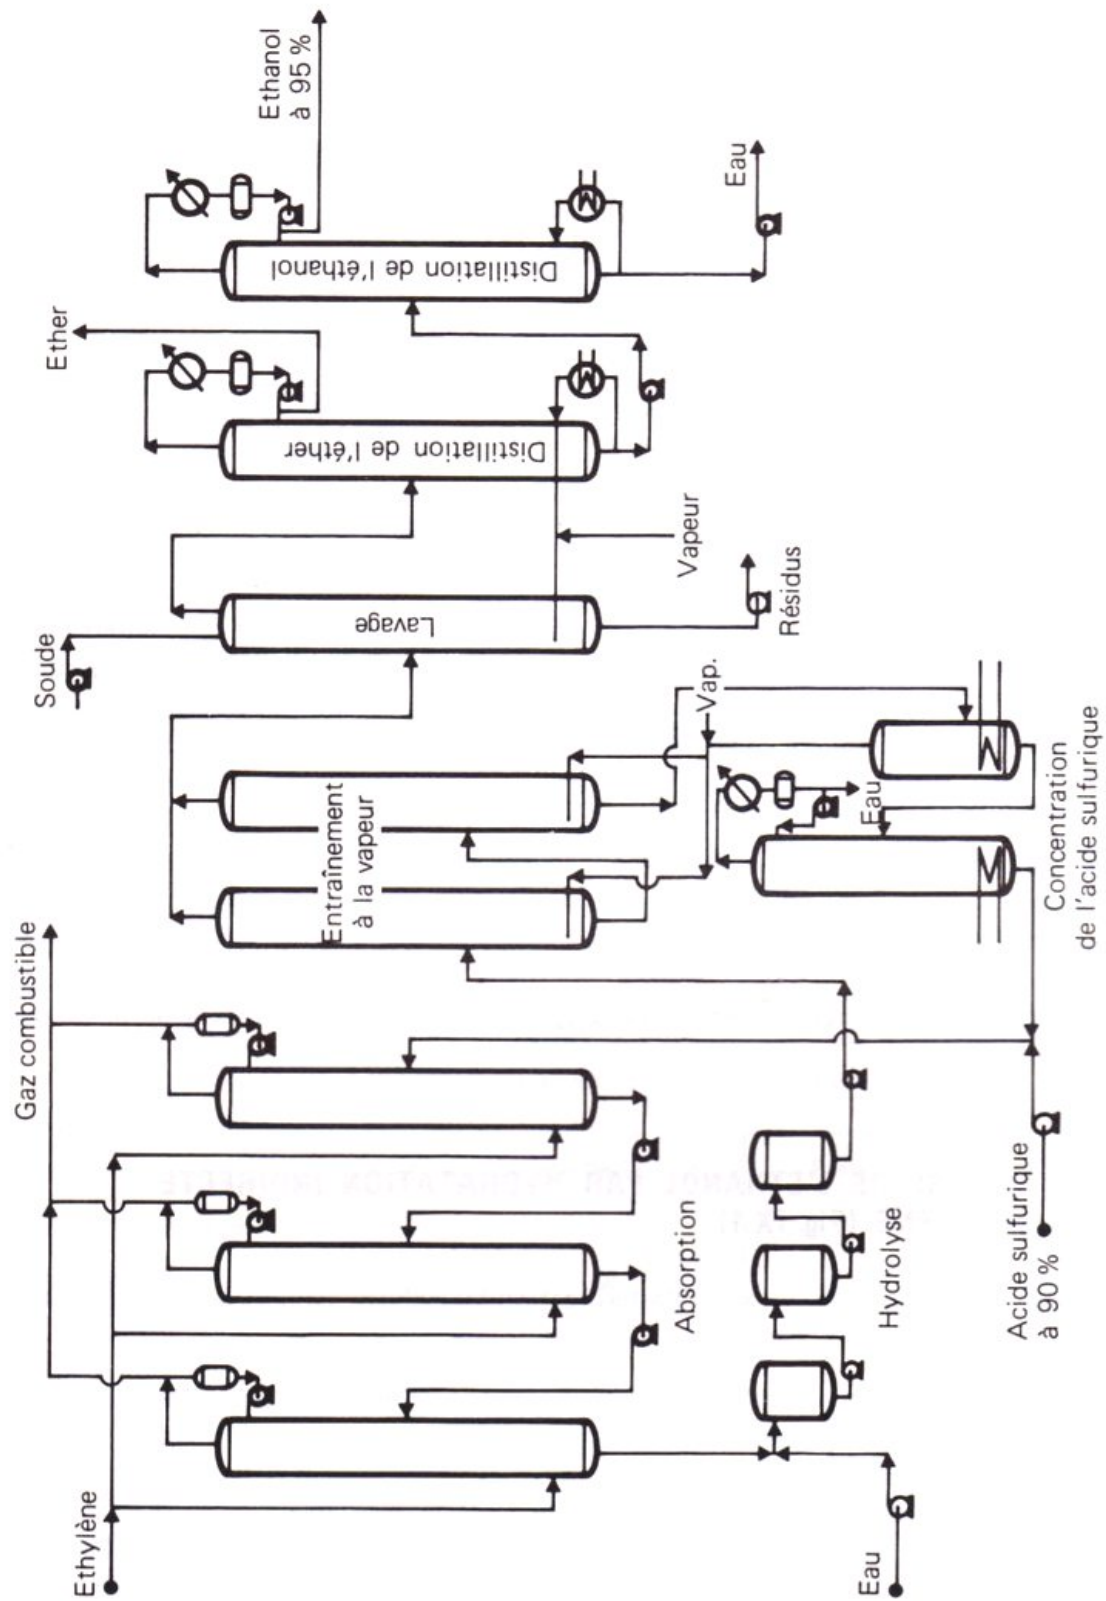 Ethylène
Gaz combustible
Soude
Ether
Ethanol
à 95 %
Entraînement
à la vapeur
Lavage
Distillation de l'éther
Distillation de l'éthanol
Absorption
Vap.
Vapeur
Résidus
Eau
Eau
Hydrolyse
Concentration
de l'acide sulfurique
Acide sulfurique
à 90 %
Eau